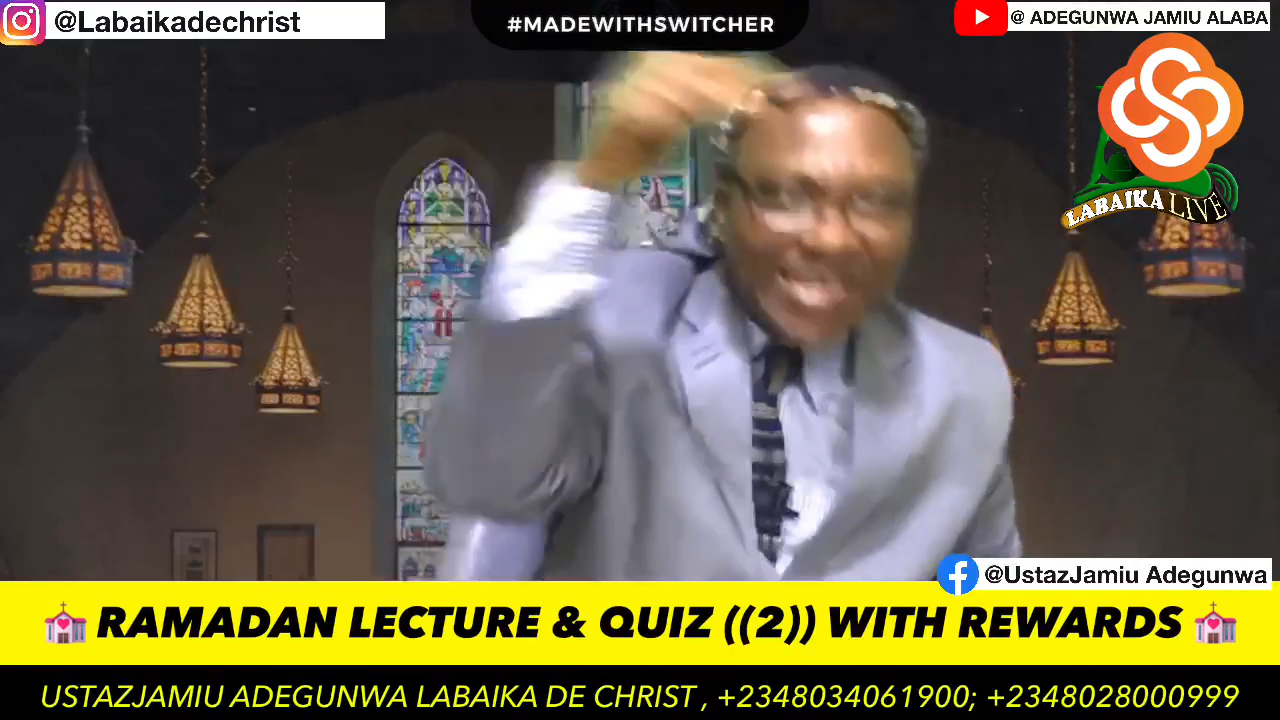 @Labaikadechrist
#MADEWITHSWITCHER
@ ADEGUNWA JAMIU ALABA
LABAIKA LIVE
@UstazJamiu Adegunwa
RAMADAN LECTURE & QUIZ ((2)) WITH REWARDS
USTAZJAMIU ADEGUNWA LABAIKA DE CHRIST , +2348034061900; +2348028000999